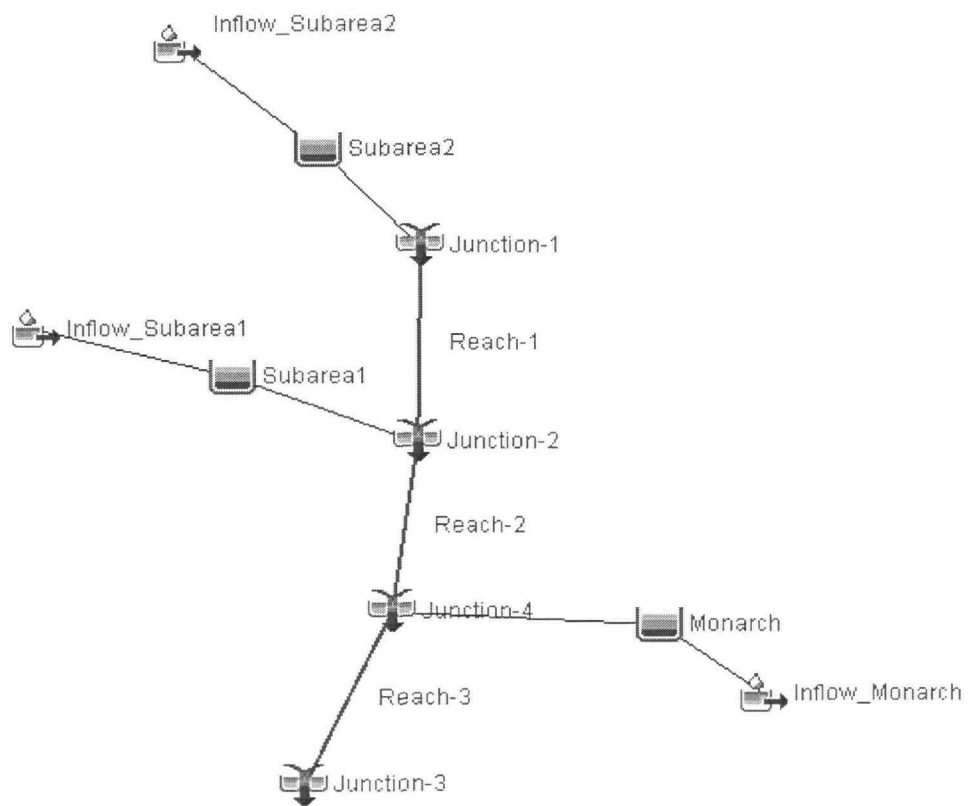 Inflow_Subarea2
Subarea2
Junction-1
Inflow_Subarea1
Reach-1
Subarea1
Junction-2
Reach-2
Junction-4
Monarch
Reach-3
Inflow_Monarch
Junction-3